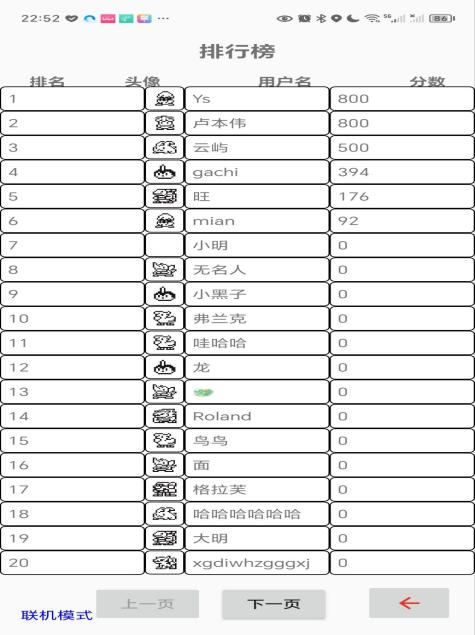 22:52 ... 5G 86
排行榜
排名 头像 用户名 分数
1 Ys 800
2 卢本伟 800
3 云屿 500
4 gachi 394
5 旺 176
6 mian 92
7 小明 0
8 无名人 0
9 小黑子 0
10 弗兰克 0
11 哇哈哈 0
12 龙 0
13 0
14 Roland 0
15 鸟鸟 0
16 面 0
17 格拉芙 0
18 哈哈哈哈哈哈 0
19 大明 0
20 xgdiwhzgggxj 0
联机模式 上一页 下一页